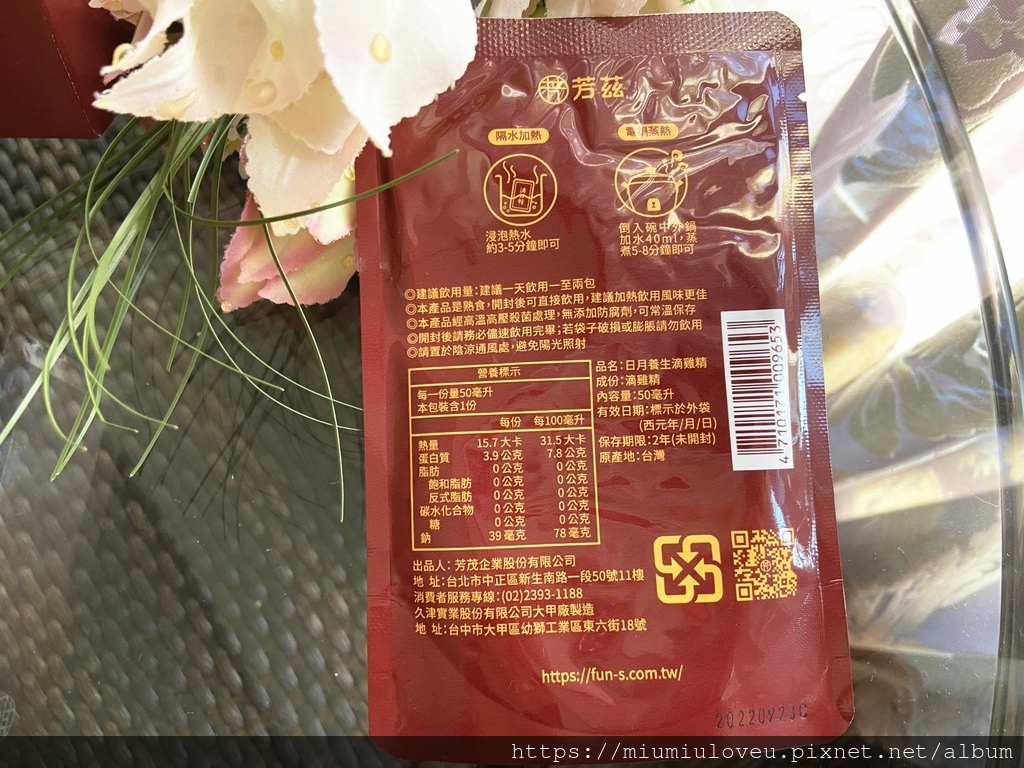 芳茲
隔水加熱
電鍋蒸熱
浸泡熱水
約3-5分鐘即可
倒入碗中外鍋
加水40ml,蒸
煮5-8分鐘即可
◎建議飲用量:建議一天飲用一至兩包
◎本產品是熟食,開封後可直接飲用,建議加熱飲用風味更佳
◎本產品經高溫高壓殺菌處理,無添加防腐劑,可常溫保存
◎開封後請務必儘速飲用完畢;若袋子破損或膨脹請勿飲用
◎請置於陰涼通風處,避免陽光照射
營養標示
每一份量50毫升
本包裝含1份
每份 每100毫升
熱量 15.7大卡 31.5大卡
蛋白質 3.9公克 7.8公克
脂肪 0公克 0公克
飽和脂肪 0公克 0公克
反式脂肪 0公克 0公克
碳水化合物 0公克 0公克
糖 0公克 0公克
鈉 39毫克 78毫克
品名:日月養生滴雞精
成份:滴雞精
內容量:50毫升
有效日期:標示於外袋
(西元年/月/日)
保存期限:2年(未開封)
原產地:台灣
4710171009653
出品人:芳茂企業股份有限公司
地 址:台北市中正區新生南路一段50號11樓
消費者服務專線:(02)2393-1188
久津實業股份有限公司大甲廠製造
地 址:台中市大甲區幼獅工業區東六街18號
https://fun-s.com.tw/
20220923C
https://miumiuloveu.pixnet.net/album